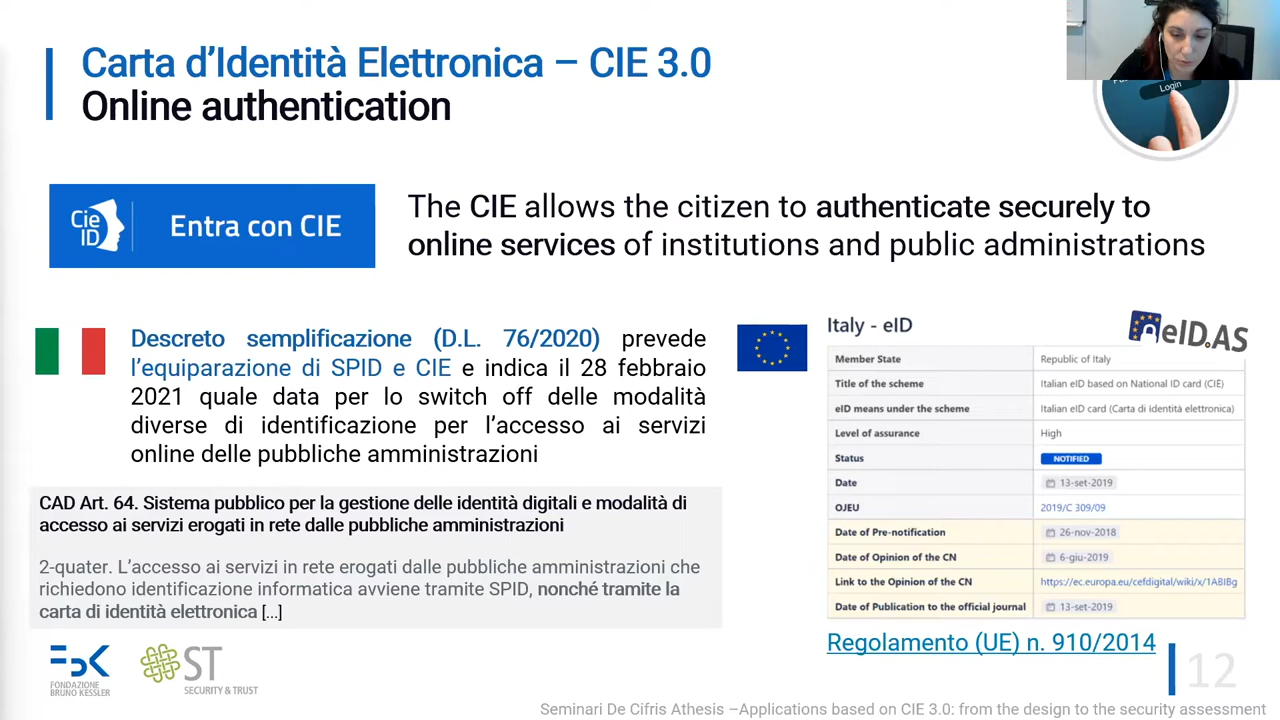 Carta d'Identità Elettronica – CIE 3.0
Online authentication
Login
Cie
ID
Entra con CIE
The CIE allows the citizen to authenticate securely to
online services of institutions and public administrations
Descreto semplificazione (D.L. 76/2020) prevede
l'equiparazione di SPID e CIE e indica il 28 febbraio
2021 quale data per lo switch off delle modalità
diverse di identificazione per l'accesso ai servizi
online delle pubbliche amministrazioni
CAD Art. 64. Sistema pubblico per la gestione delle identità digitali e modalità di
accesso ai servizi erogati in rete dalle pubbliche amministrazioni
2-quater. L'accesso ai servizi in rete erogati dalle pubbliche amministrazioni che
richiedono identificazione informatica avviene tramite SPID, nonché tramite la
carta di identità elettronica [...]
Italy - eID
eID.AS
Member State Republic of Italy
Title of the scheme Italian eID based on National ID card (CIE)
eID means under the scheme Italian eID card (Carta di identità elettronica)
Level of assurance High
Status NOTIFIED
Date 13-set-2019
OJEU 2019/C 309/09
Date of Pre-notification 26-nov-2018
Date of Opinion of the CN 6-giu-2019
Link to the Opinion of the CN https://ec.europa.eu/cefdigital/wiki/x/1ABIBg
Date of Publication to the official journal 13-set-2019
Regolamento (UE) n. 910/2014
FBK
FONDAZIONE
BRUNO KESSLER
ST
SECURITY & TRUST
12
Seminari De Cifris Athesis –Applications based on CIE 3.0: from the design to the security assessment